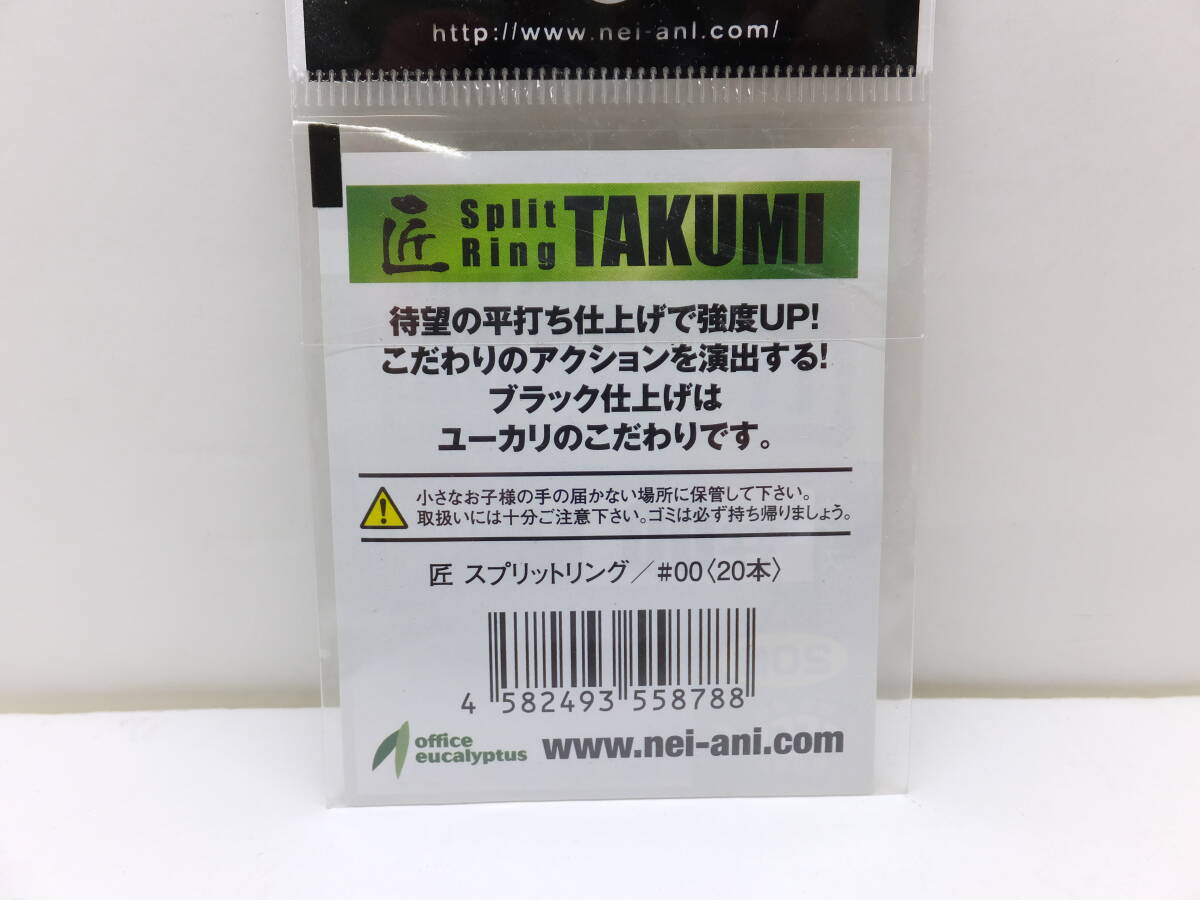 http://www.nei-ani.com/
匠 Split Ring TAKUMI
待望の平打ち仕上げで強度UP!
こだわりのアクションを演出する!
ブラック仕上げは
ユーカリのこだわりです。
小さなお子様の手の届かない場所に保管して下さい。
取扱いには十分ご注意下さい。ゴミは必ず持ち帰りましょう。
匠 スプリットリング/#00〈20本〉
4 582493 558788
office eucalyptus www.nei-ani.com